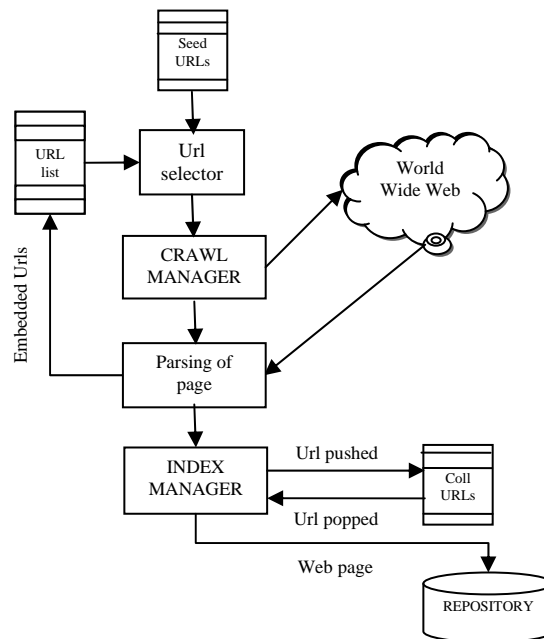 Seed
URLs
URL
list
Url
selector
World
Wide Web
CRAWL
MANAGER
Embedded Urls
Parsing of
page
INDEX
MANAGER
Url pushed
Coll
URLs
Url popped
Web page
REPOSITORY